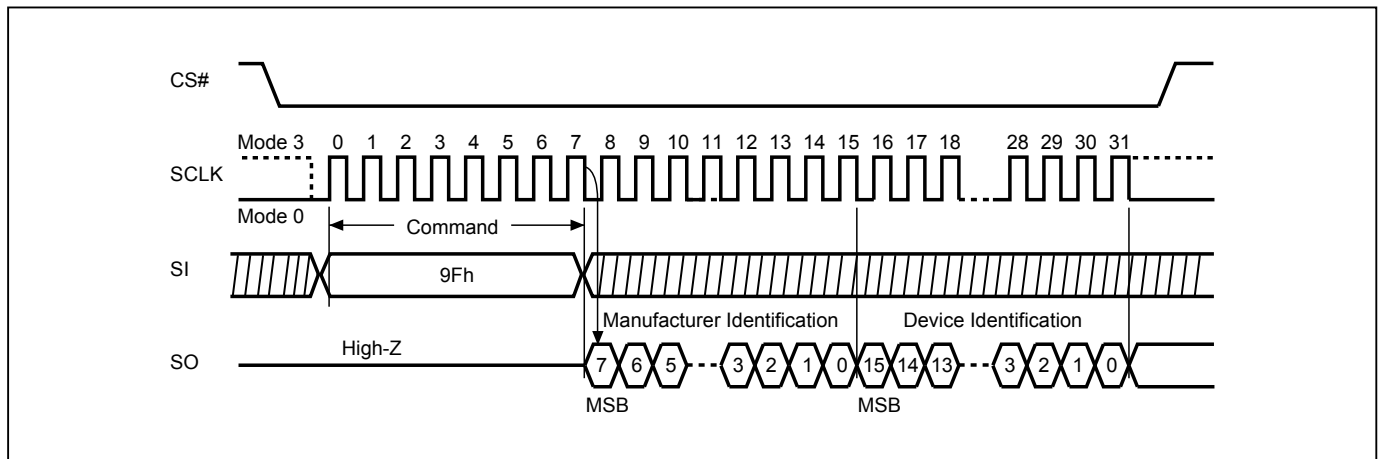 CS#
Mode 3 0 1 2 3 4 5 6 7 8 9 10 11 12 13 14 15 16 17 18 28 29 30 31
SCLK
Mode 0
Command
SI
9Fh
Manufacturer Identification Device Identification
High-Z
SO
7 6 5 3 2 1 0 15 14 13 3 2 1 0
MSB MSB